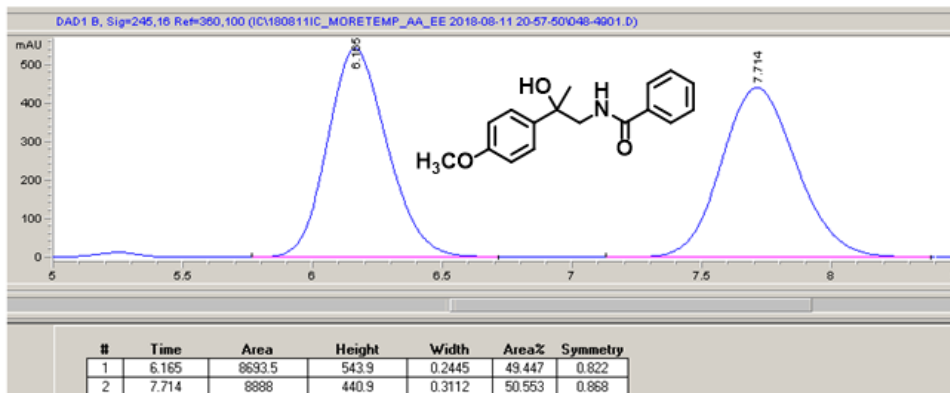 DAD1 B, Sig=245,16 Ref=360,100 (IC\180811IC_MORETEMP_AA_EE 2018-08-11 20-57-50\048-4901.D)
mAU
500
400
300
200
100
0
6.165
7.714
HO
H
N
O
H₃CO
5 5.5 6 6.5 7 7.5 8
# Time Area Height Width Area% Symmetry
1 6.165 8693.5 543.9 0.2445 49.447 0.822
2 7.714 8888 440.9 0.3112 50.553 0.868